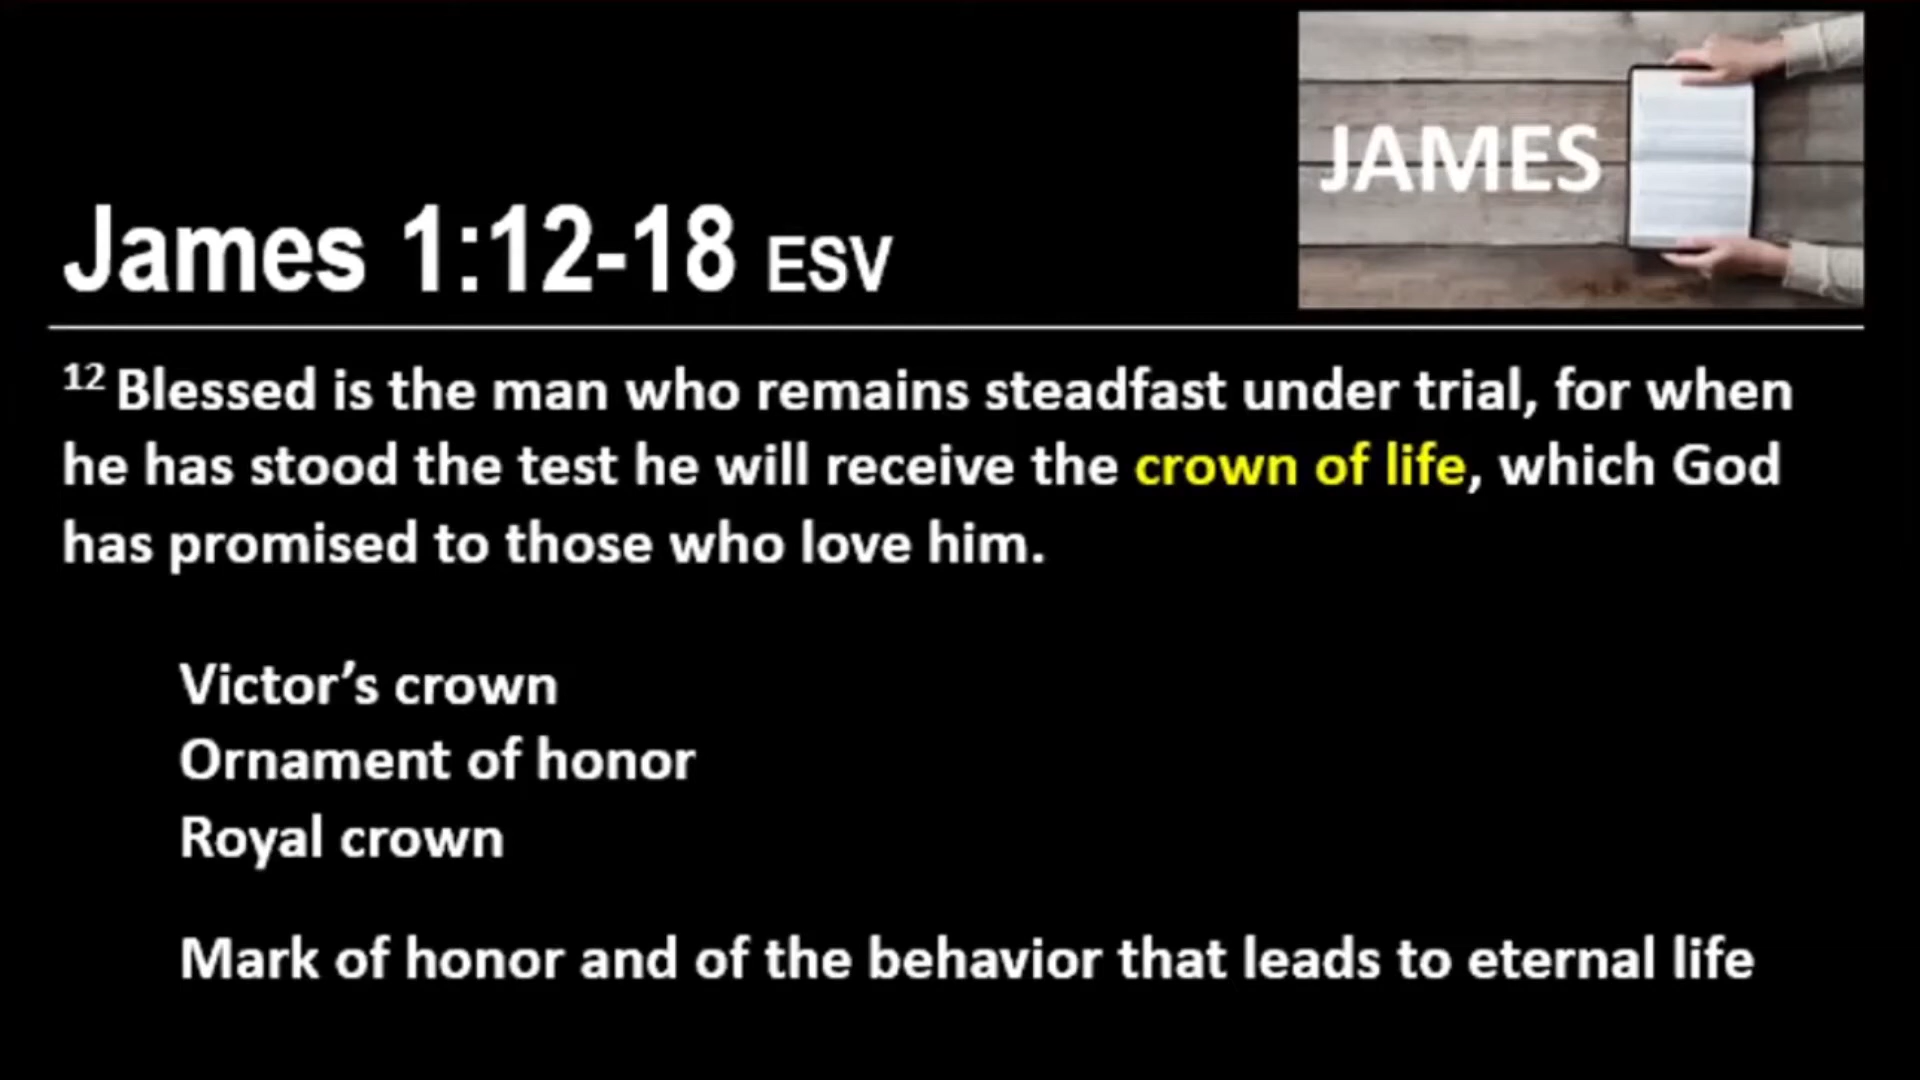 JAMES
James 1:12-18 ESV
12 Blessed is the man who remains steadfast under trial, for when
he has stood the test he will receive the crown of life, which God
has promised to those who love him.
Victor’s crown
Ornament of honor
Royal crown
Mark of honor and of the behavior that leads to eternal life